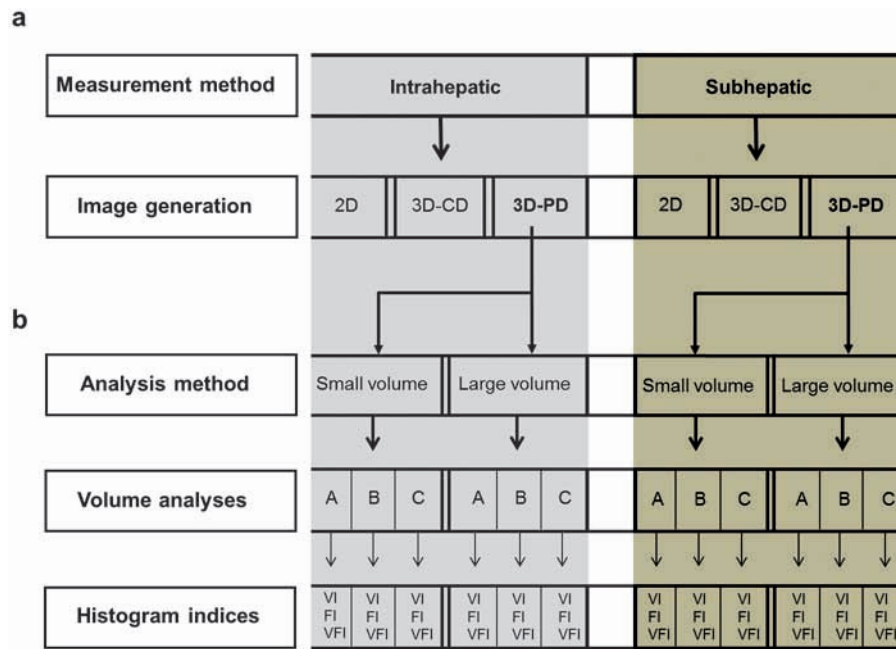 a
Measurement method Intrahepatic Subhepatic
Image generation 2D 3D-CD 3D-PD 2D 3D-CD 3D-PD
b
Analysis method Small volume Large volume Small volume Large volume
Volume analyses A B C A B C A B C A B C
Histogram indices VI VI VI VI VI VI VI VI VI VI VI VI
FI FI FI FI FI FI FI FI FI FI FI FI
VFI VFI VFI VFI VFI VFI VFI VFI VFI VFI VFI VFI